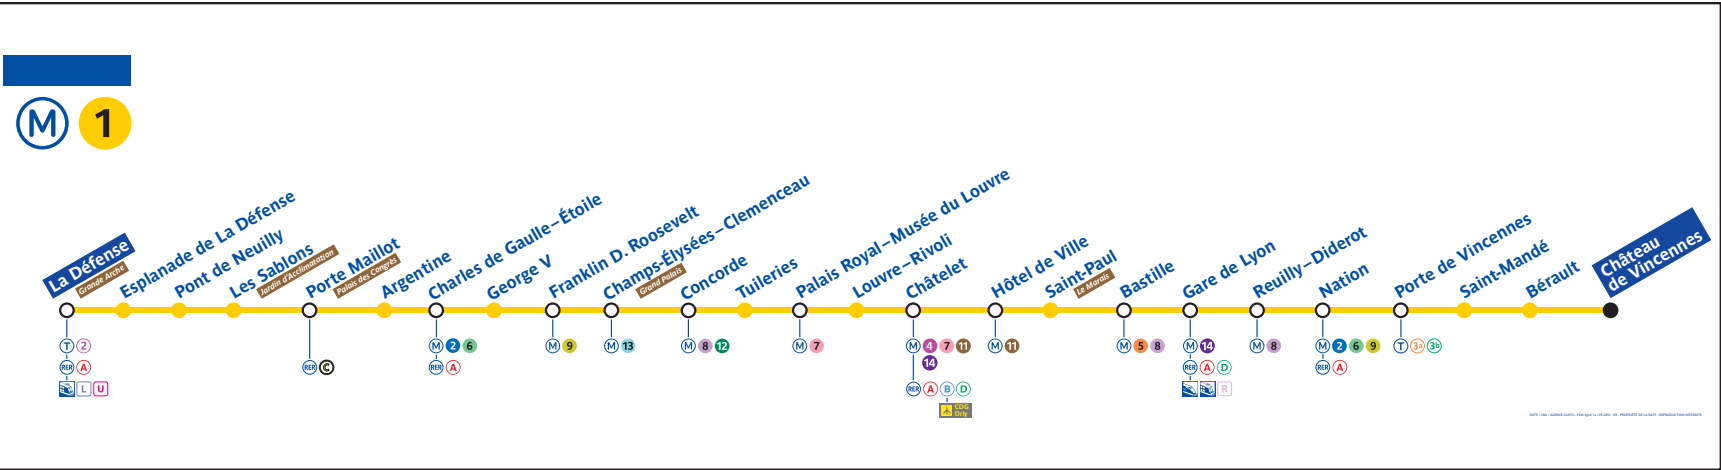 M 1
La Défense
Grande Arche
Esplanade de La Défense
Pont de Neuilly
Les Sablons
Jardin d'Acclimatation
Porte Maillot
Palais des Congrès
Argentine
Charles de Gaulle–Étoile
George V
Franklin D. Roosevelt
Champs-Élysées–Clemenceau
Grand Palais
Concorde
Tuileries
Palais Royal–Musée du Louvre
Louvre–Rivoli
Châtelet
Hôtel de Ville
Saint-Paul
Le Marais
Bastille
Gare de Lyon
Reuilly–Diderot
Nation
Porte de Vincennes
Saint-Mandé
Bérault
Château
de Vincennes
T 2
RER A
L U
RER C
M 2 6
RER A
M 9
M 13
M 8 12
M 7
M 4 7 11
14
RER A B D
CDG
Orly
M 11
M 5 8
M 14
RER A D
R
M 8
M 2 6 9
RER A
T 3a 3b